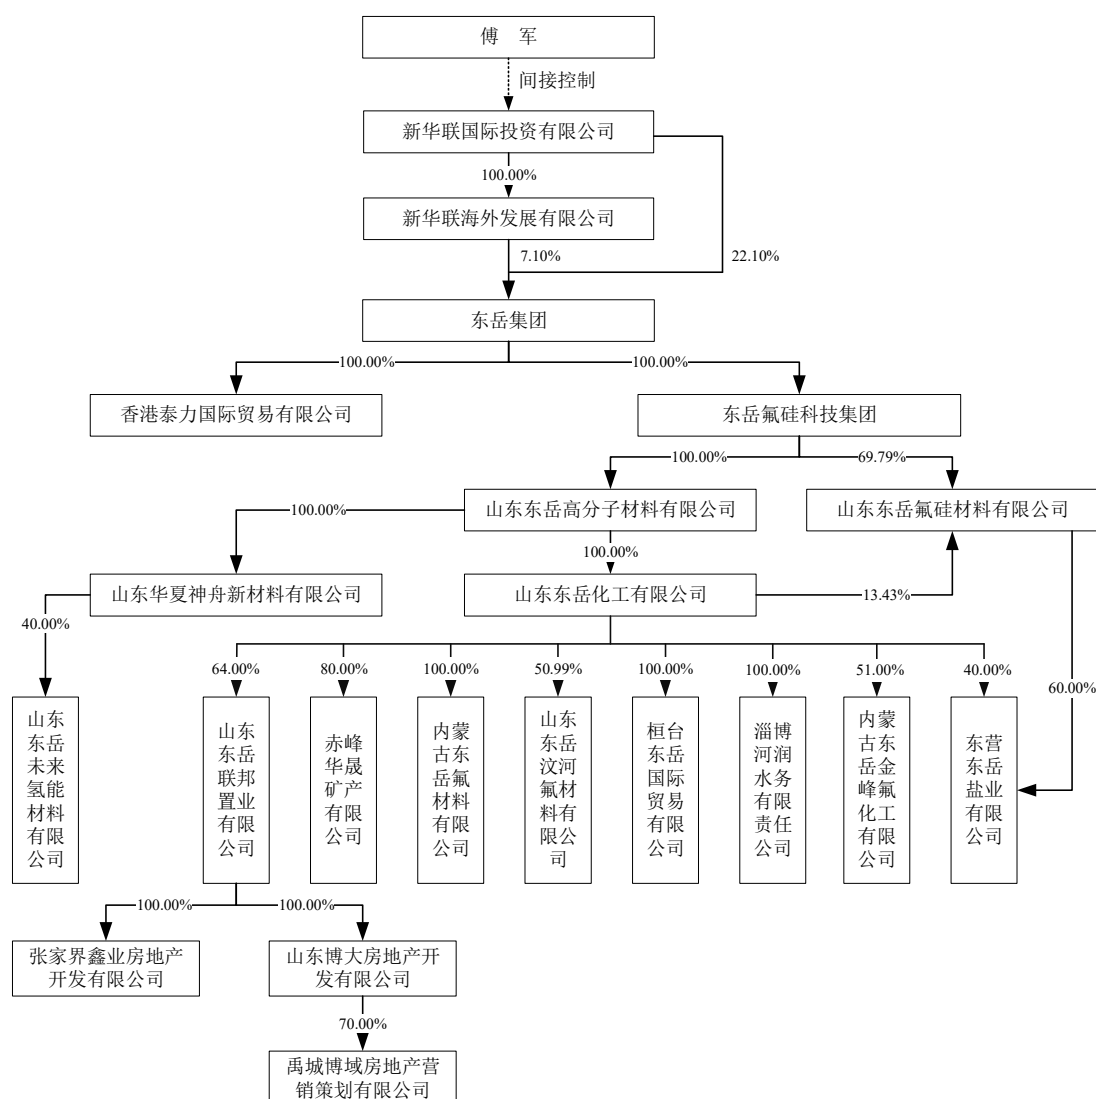 傅 军
间接控制
新华联国际投资有限公司
100.00%
新华联海外发展有限公司
7.10%
22.10%
东岳集团
100.00%
100.00%
香港泰力国际贸易有限公司
东岳氟硅科技集团
100.00%
69.79%
山东东岳高分子材料有限公司
山东东岳氟硅材料有限公司
100.00%
100.00%
山东华夏神舟新材料有限公司
山东东岳化工有限公司
13.43%
40.00%
64.00%
80.00%
100.00%
50.99%
100.00%
100.00%
51.00%
40.00%
60.00%
山东
东岳
未来
氢能
材料
有限
公司
山东
东岳
联邦
置业
有限
公司
赤峰
华晟
矿产
有限
公司
内蒙
古东
岳氟
材料
有限
公司
山东
东岳
汶河
氟材
料有
限公
司
桓台
东岳
国际
贸易
有限
公司
淄博
河润
水务
有限
责任
公司
内蒙
古东
岳金
峰氟
化工
有限
公司
东营
东岳
盐业
有限
公司
100.00%
100.00%
张家界鑫业房地产
开发有限公司
山东博大房地产开
发有限公司
70.00%
禹城博域房地产营
销策划有限公司